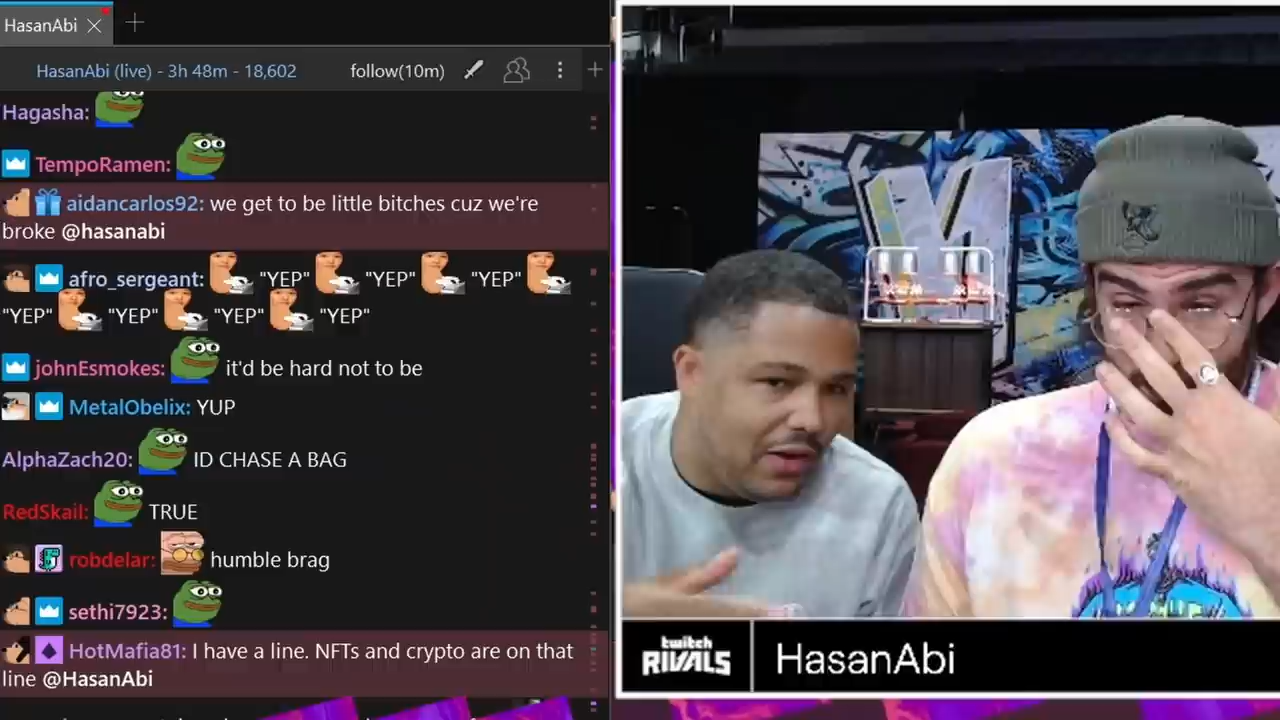 HasanAbi
HasanAbi (live) - 3h 48m - 18,602 follow(10m)
Hagasha:
TempoRamen:
aidancarlos92: we get to be little bitches cuz we're
broke @hasanabi
afro_sergeant: "YEP" "YEP" "YEP"
"YEP" "YEP" "YEP" "YEP"
johnEsmokes: it'd be hard not to be
MetalObelix: YUP
AlphaZach20: ID CHASE A BAG
RedSkail: TRUE
robdelar: humble brag
sethi7923:
HotMafia81: I have a line. NFTs and crypto are on that
line @HasanAbi
twitch
RIVALS
HasanAbi